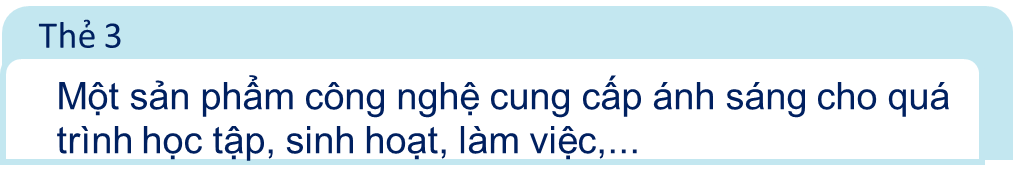 Thẻ 3
Một sản phẩm công nghệ cung cấp ánh sáng cho quá
trình học tập, sinh hoạt, làm việc,...